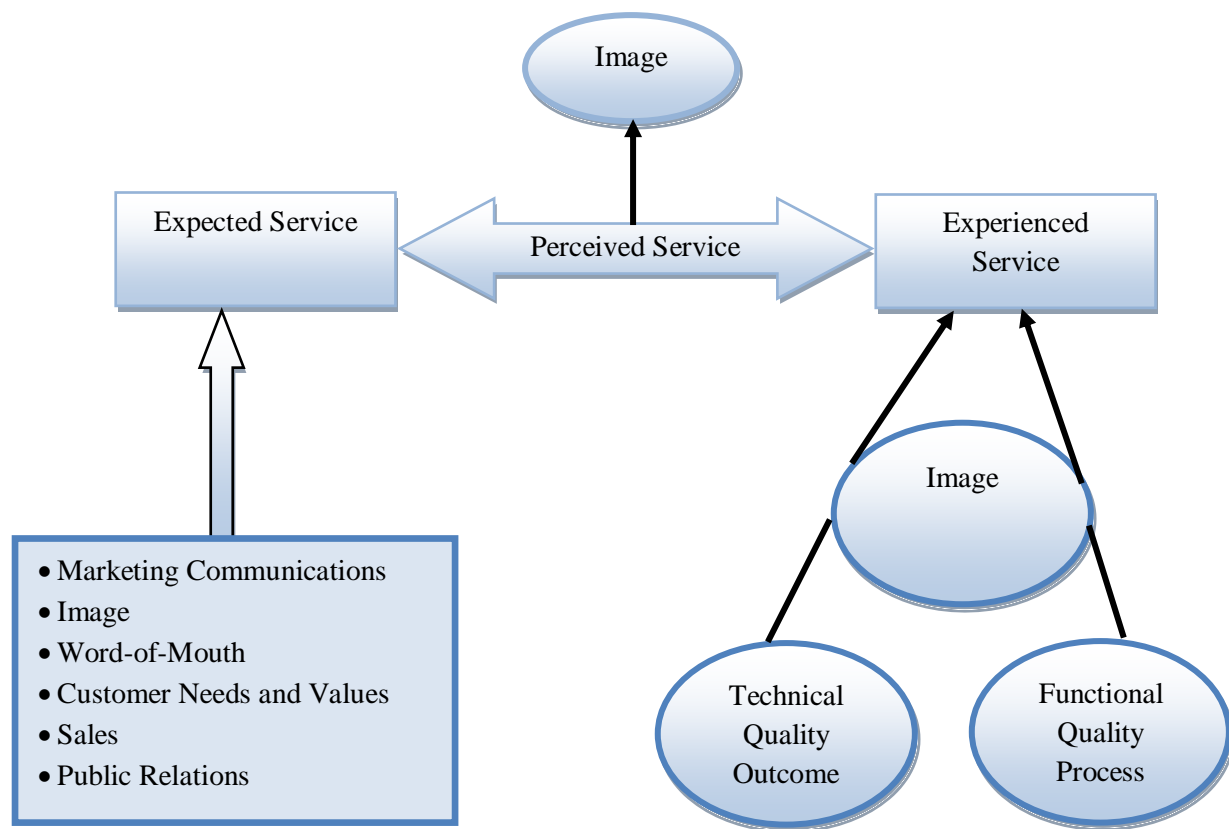 Image
Expected Service
Perceived Service
Experienced
Service
Image
• Marketing Communications
• Image
• Word-of-Mouth
• Customer Needs and Values
• Sales
• Public Relations
Technical
Quality
Outcome
Functional
Quality
Process